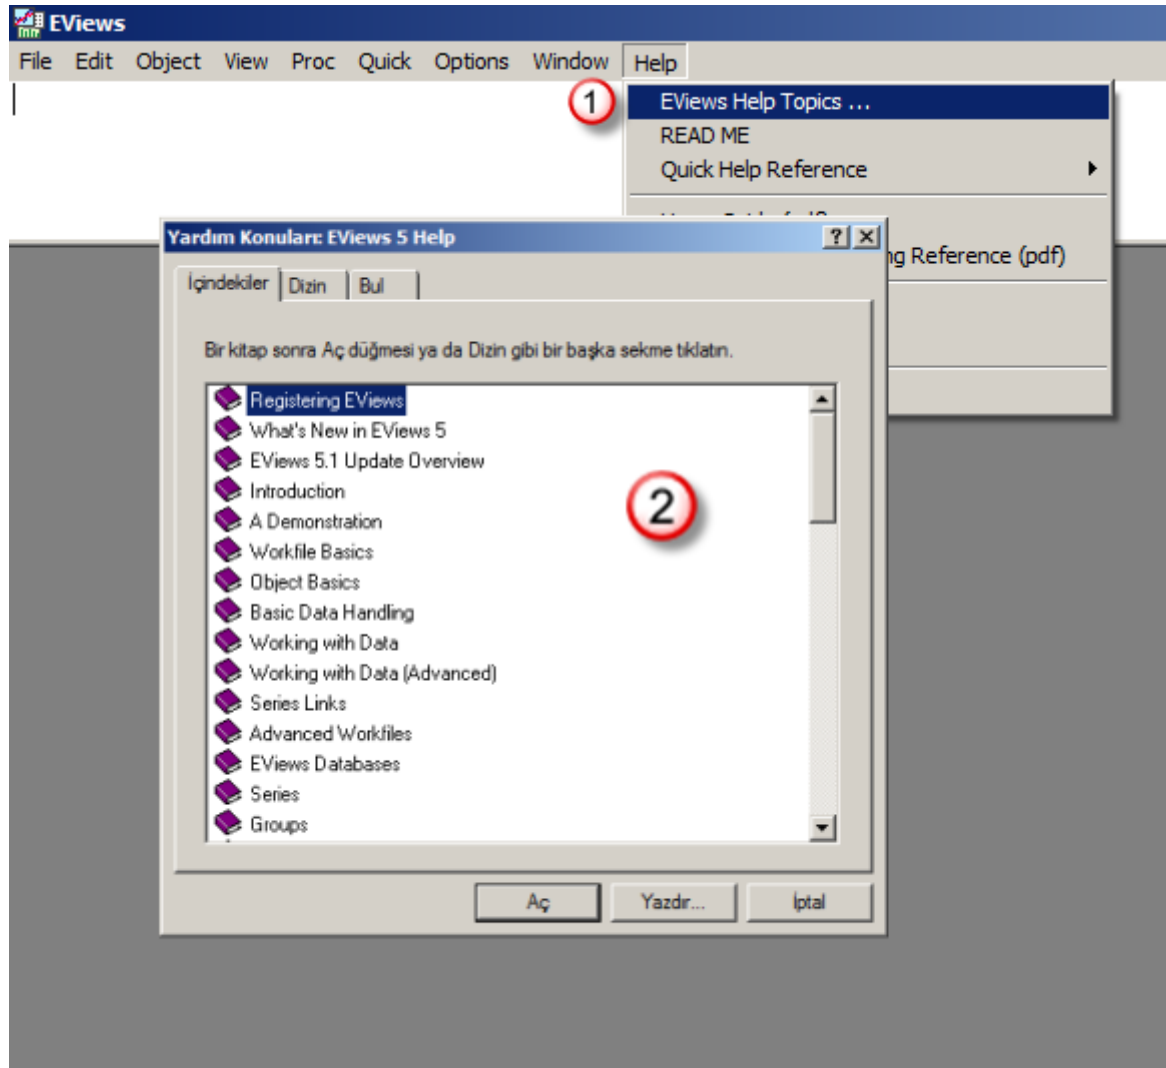 EViews
File Edit Object View Proc Quick Options Window Help
1
EViews Help Topics ...
READ ME
Quick Help Reference
ng Reference (pdf)
Yardım Konuları: EViews 5 Help
İçindekiler Dizin Bul
Bir kitap sonra Aç düğmesi ya da Dizin gibi bir başka sekme tıklatın.
Registering EViews
What's New in EViews 5
EViews 5.1 Update Overview
Introduction
A Demonstration
Workfile Basics
Object Basics
Basic Data Handling
Working with Data
Working with Data (Advanced)
Series Links
Advanced Workfiles
EViews Databases
Series
Groups
2
Aç Yazdır... İptal